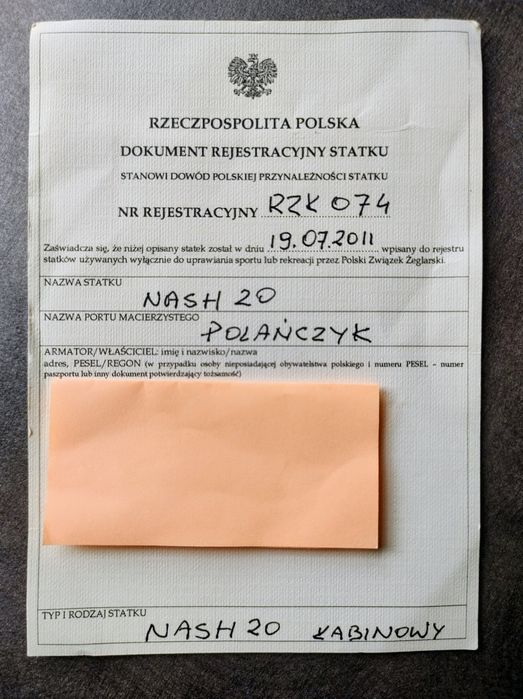 RZECZPOSPOLITA POLSKA
DOKUMENT REJESTRACYJNY STATKU
STANOWI DOWÓD POLSKIEJ PRZYNALEŻNOŚCI STATKU
NR REJESTRACYJNY RZK 074
Zaświadcza się, że niżej opisany statek został w dniu 19.07.2011 wpisany do rejestru
statków używanych wyłącznie do uprawiania sportu lub rekreacji przez Polski Związek Żeglarski.
NAZWA STATKU
NASH 20
NAZWA PORTU MACIERZYSTEGO
POLAŃCZYK
ARMATOR/WŁAŚCICIEL: imię i nazwisko/nazwa
adres, PESEL/REGON (w przypadku osoby nieposiadającej obywatelstwa polskiego i numeru PESEL – numer
paszportu lub inny dokument potwierdzający tożsamość)
TYP I RODZAJ STATKU
NASH 20 KABINOWY